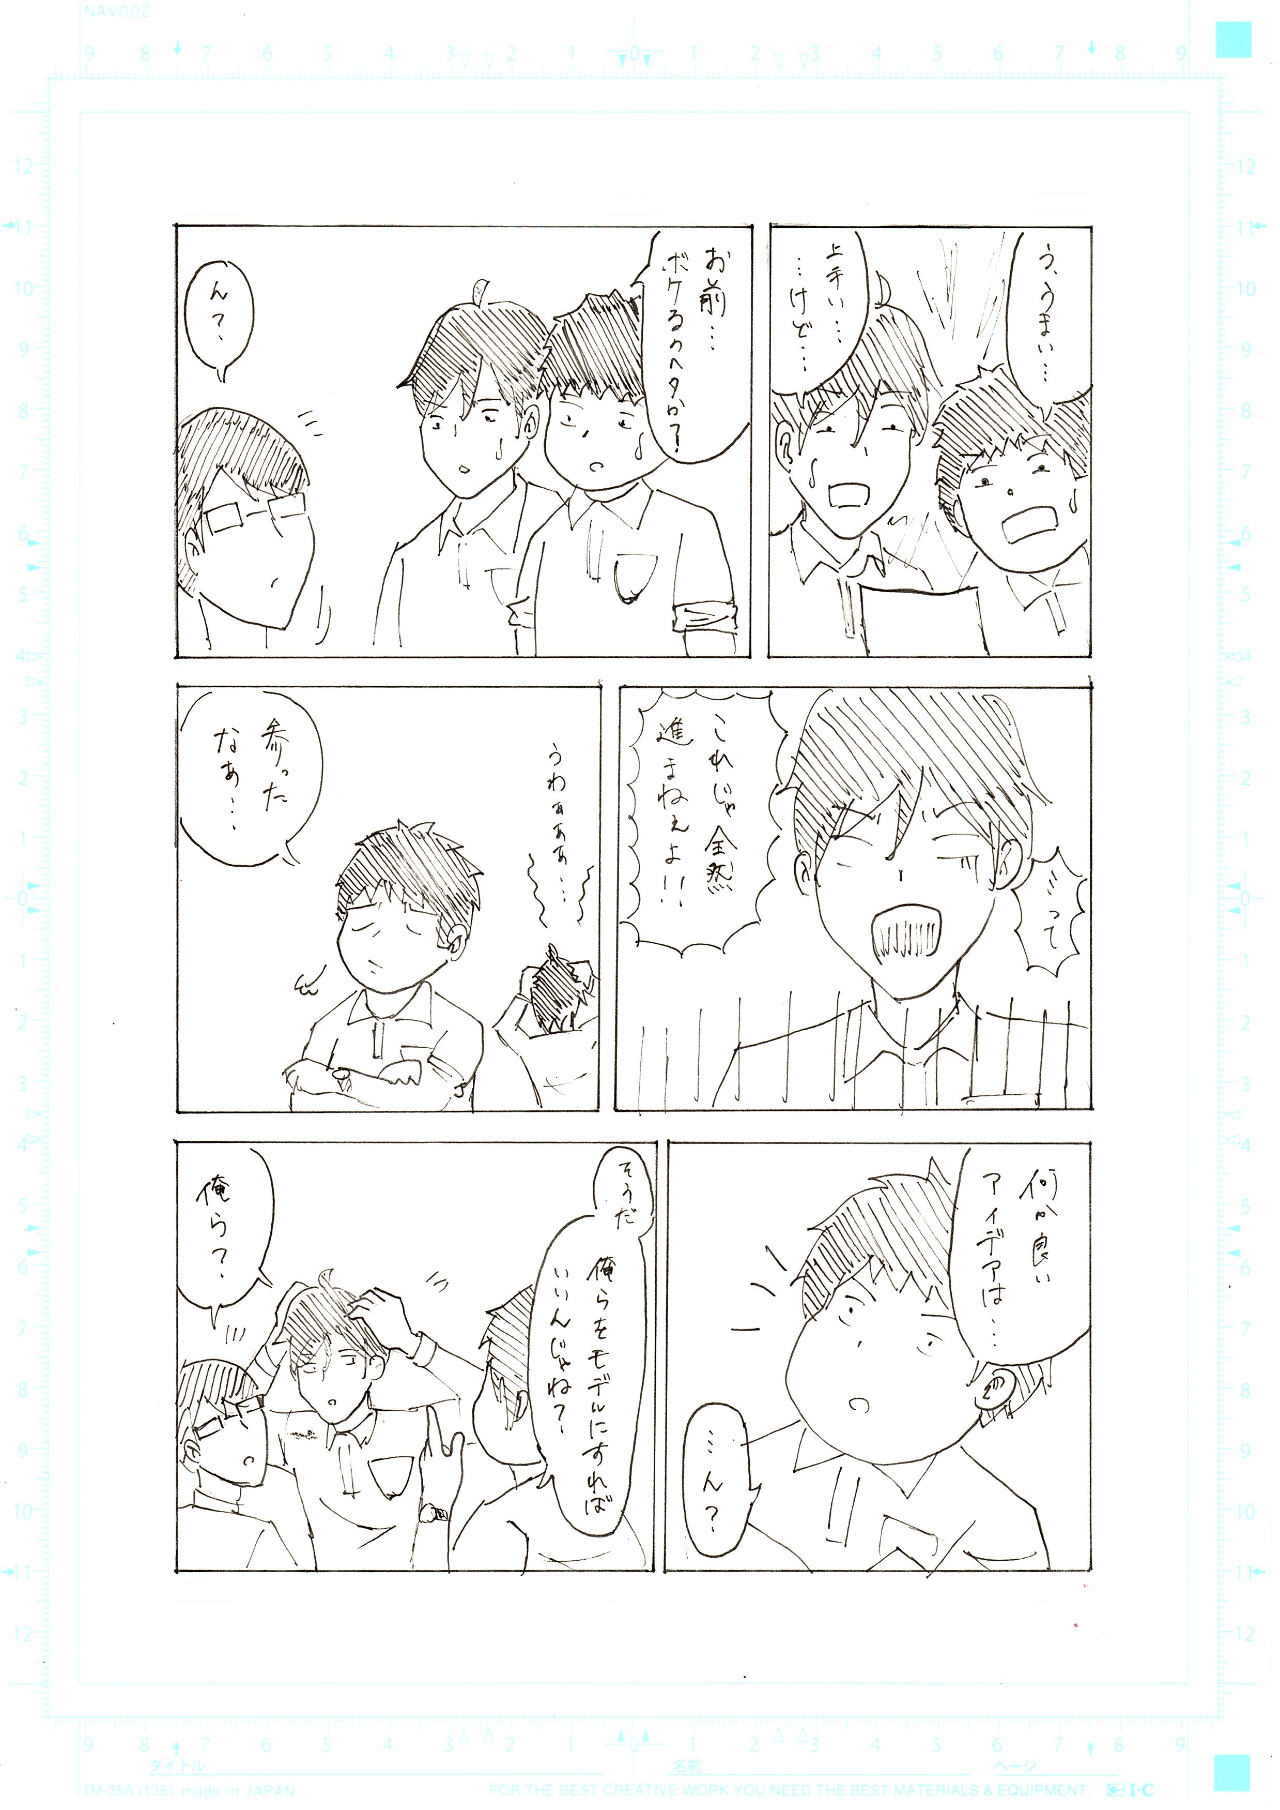 NAV002
う、うまい…
上手い…
…けど…
お前…
ボケるのヘタか?
ん?
…って
これじゃ全然
進まねぇよ!!
うわぁぁぁぁ…
参った
なぁ…
何か良い
アイデアは…
…ん?
そうだ
俺らをモデルにすれば
いいんじゃね?
俺ら?
タイトル
名前
ページ
IM-35A (135) made in JAPAN
FOR THE BEST CREATIVE WORK YOU NEED THE BEST MATERIALS & EQUIPMENT.
I·C